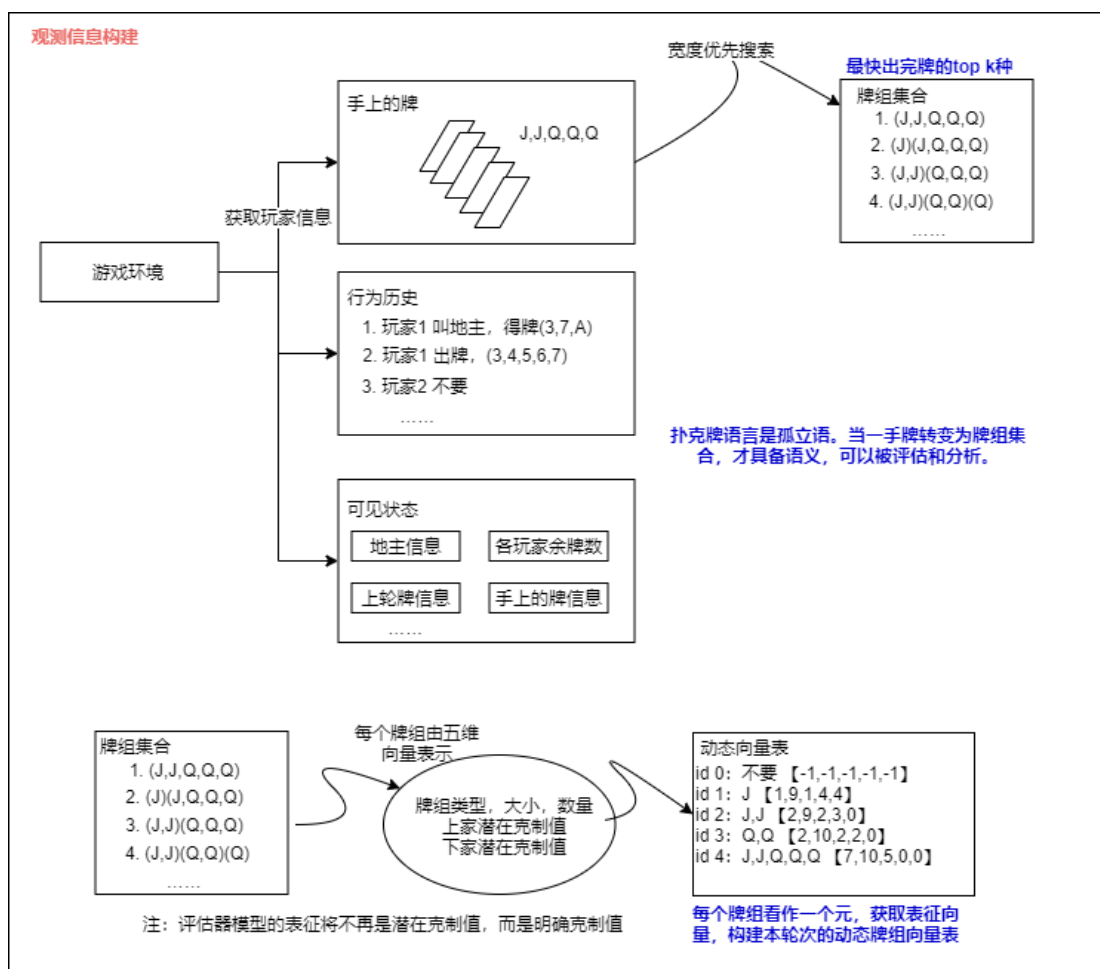 观测信息构建
宽度优先搜索
最快出完牌的top k种
手上的牌
J,J,Q,Q,Q
牌组集合
1. (J,J,Q,Q,Q)
2. (J)(J,Q,Q,Q)
3. (J,J)(Q,Q,Q)
4. (J,J)(Q,Q)(Q)
……
获取玩家信息
游戏环境
行为历史
1. 玩家1 叫地主，得牌(3,7,A)
2. 玩家1 出牌，(3,4,5,6,7)
3. 玩家2 不要
……
扑克牌语言是孤立语。当一手牌转变为牌组集
合，才具备语义，可以被评估和分析。
可见状态
地主信息
各玩家余牌数
上轮牌信息
手上的牌信息
……
牌组集合
1. (J,J,Q,Q,Q)
2. (J)(J,Q,Q,Q)
3. (J,J)(Q,Q,Q)
4. (J,J)(Q,Q)(Q)
……
每个牌组由五维
向量表示
牌组类型，大小，数量
上家潜在克制值
下家潜在克制值
动态向量表
id 0：不要 【-1,-1,-1,-1,-1】
id 1：J 【1,9,1,4,4】
id 2：J,J 【2,9,2,3,0】
id 3：Q,Q 【2,10,2,2,0】
id 4：J,J,Q,Q,Q 【7,10,5,0,0】
注：评估器模型的表征将不再是潜在克制值，而是明确克制值
每个牌组看作一个元，获取表征向
量，构建本轮次的动态牌组向量表